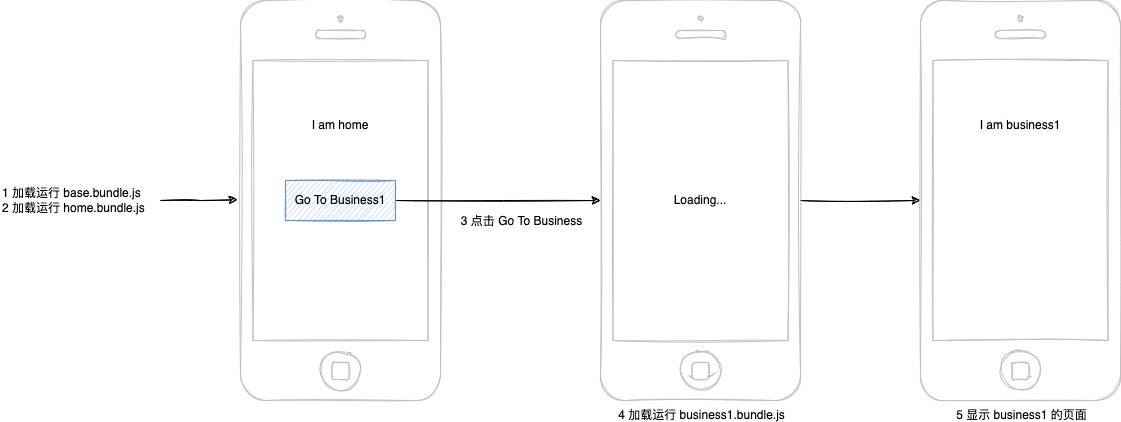 1 加载运行 base.bundle.js
2 加载运行 home.bundle.js
I am home
Go To Business1
3 点击 Go To Business
Loading...
4 加载运行 business1.bundle.js
I am business1
5 显示 business1 的页面